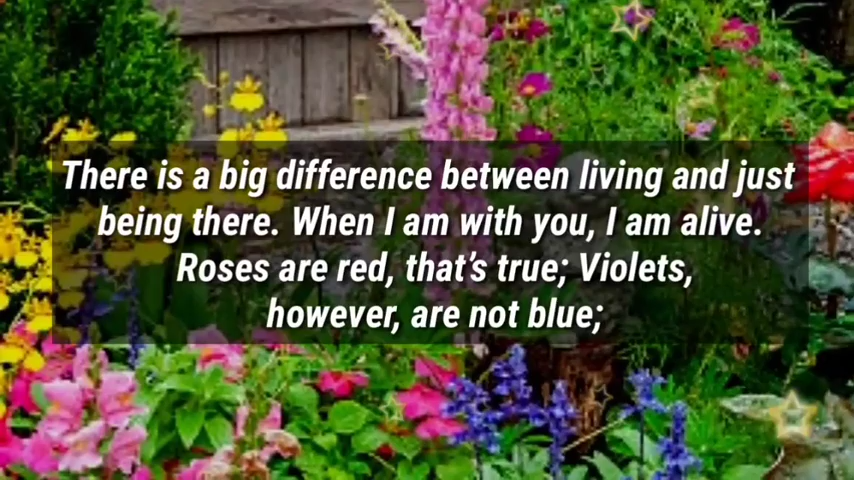 There is a big difference between living and just
being there. When I am with you, I am alive.
Roses are red, that's true; Violets,
however, are not blue;